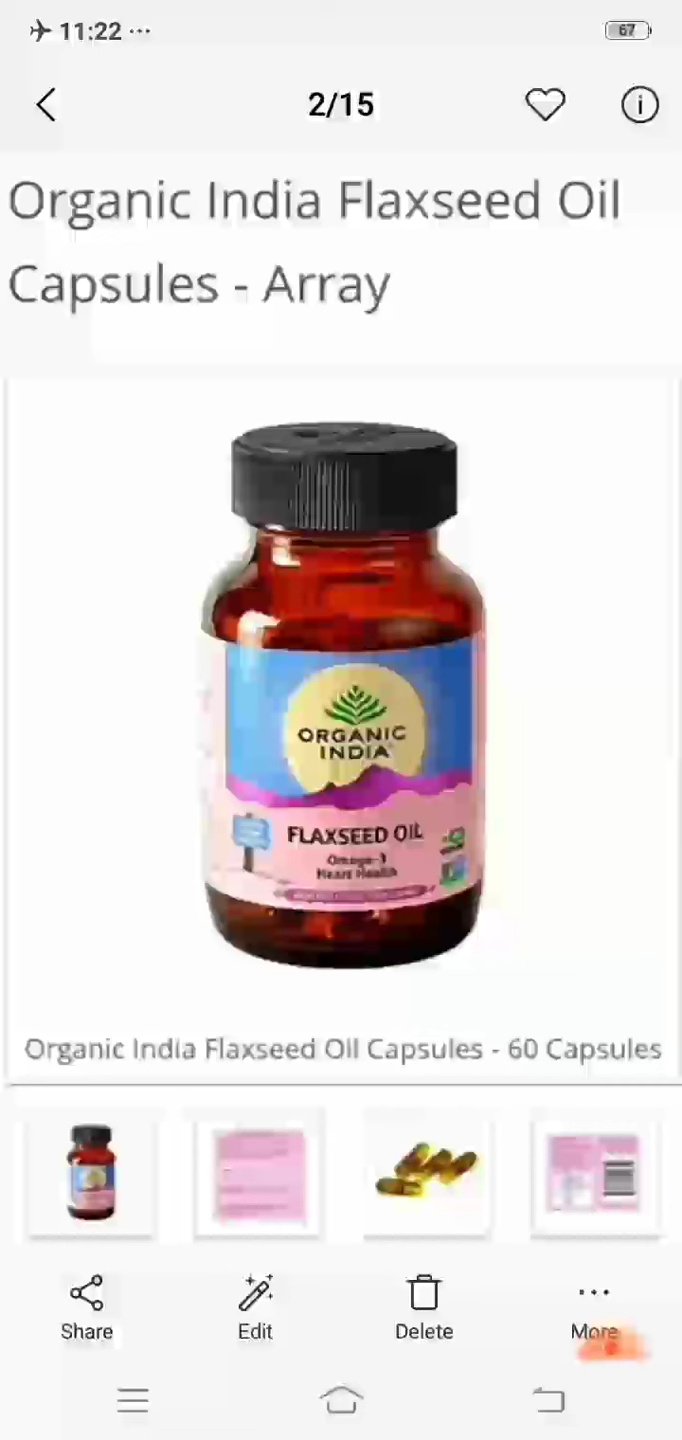 11:22 ...
67
2/15
Organic India Flaxseed Oil
Capsules - Array
ORGANIC
INDIA
FLAXSEED OIL
Omega-3
Heart Health
Organic India Flaxseed Oil Capsules - 60 Capsules
Share
Edit
Delete
More